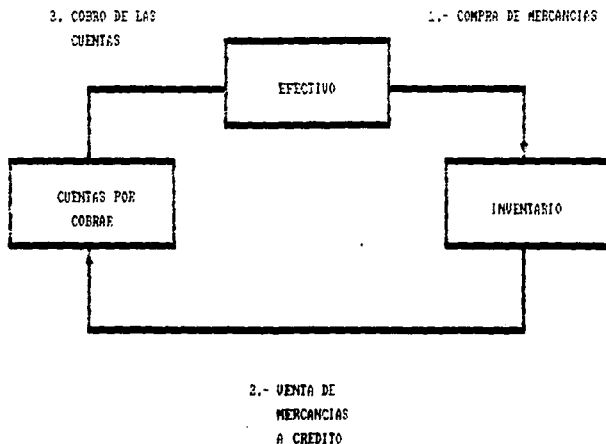 3. COBRO DE LAS
CUENTAS
1.- COMPRA DE MERCANCIAS
EFECTIVO
CUENTAS POR
COBRAR
INVENTARIO
2.- VENTA DE
MERCANCIAS
A CREDITO